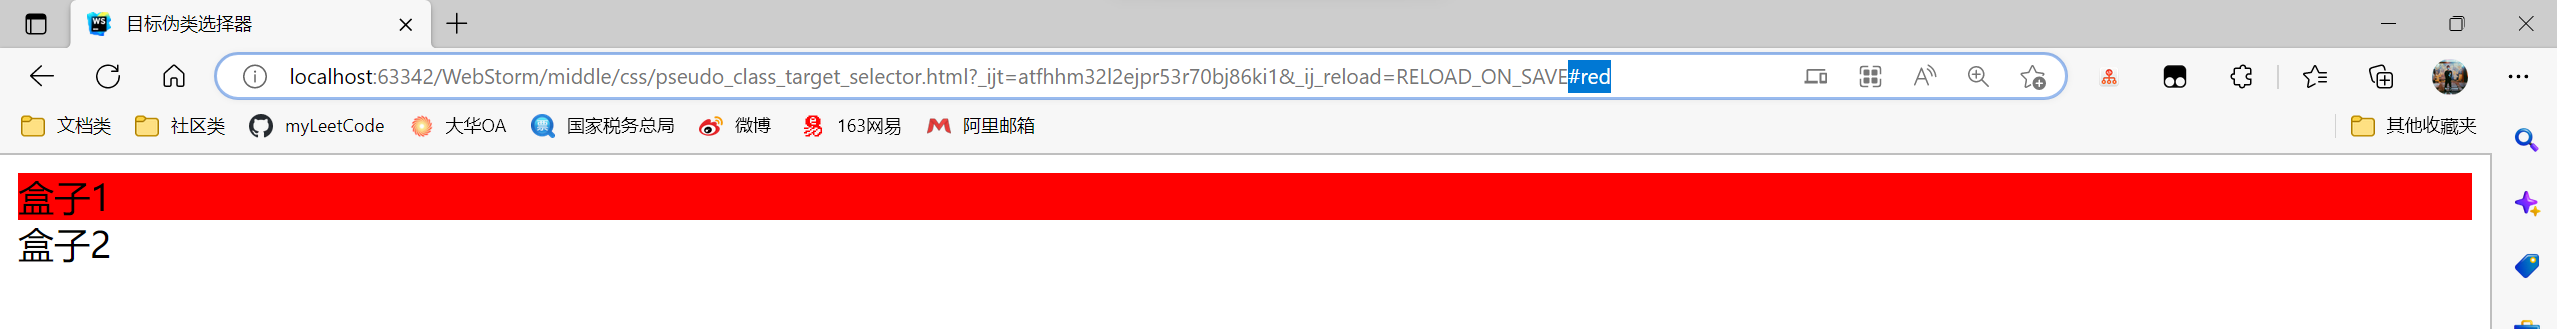 目标伪类选择器
localhost:63342/WebStorm/middle/css/pseudo_class_target_selector.html?_ijt=atfhhm32l2ejpr53r70bj86ki1&_ij_reload=RELOAD_ON_SAVE#red
文档类 社区类 myLeetCode 大华OA 国家税务总局 微博 163网易 阿里邮箱 其他收藏夹
盒子1
盒子2